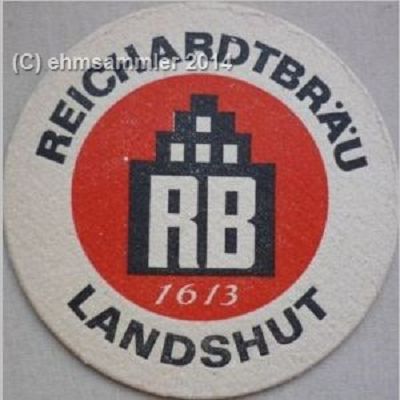 (C) ehmsammler 2014
REICHARDTBRÄU
RB
1613
LANDSHUT